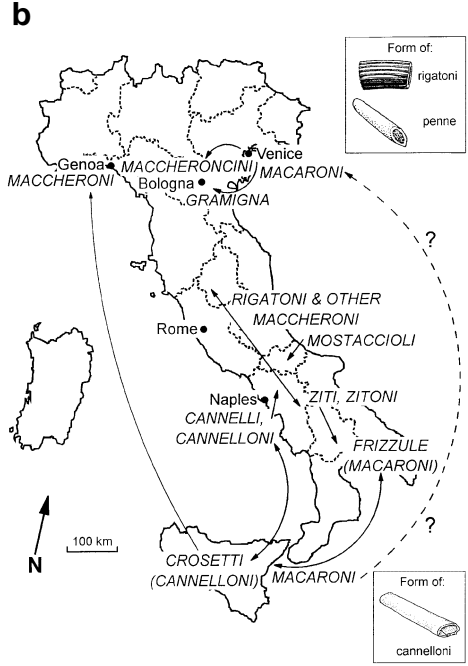 b
Form of:
rigatoni
penne
Venice
Genoa
MACCHERONCINI
MACCHERONI
MACARONI
Bologna
GRAMIGNA
?
RIGATONI & OTHER
MACCHERONI
Rome
MOSTACCIOLI
Naples
ZITI, ZITONI
CANNELLI,
CANNELLONI
FRIZZULE
(MACARONI)
?
100 km
N
CROSETTI
(CANNELLONI)
MACARONI
Form of:
cannelloni